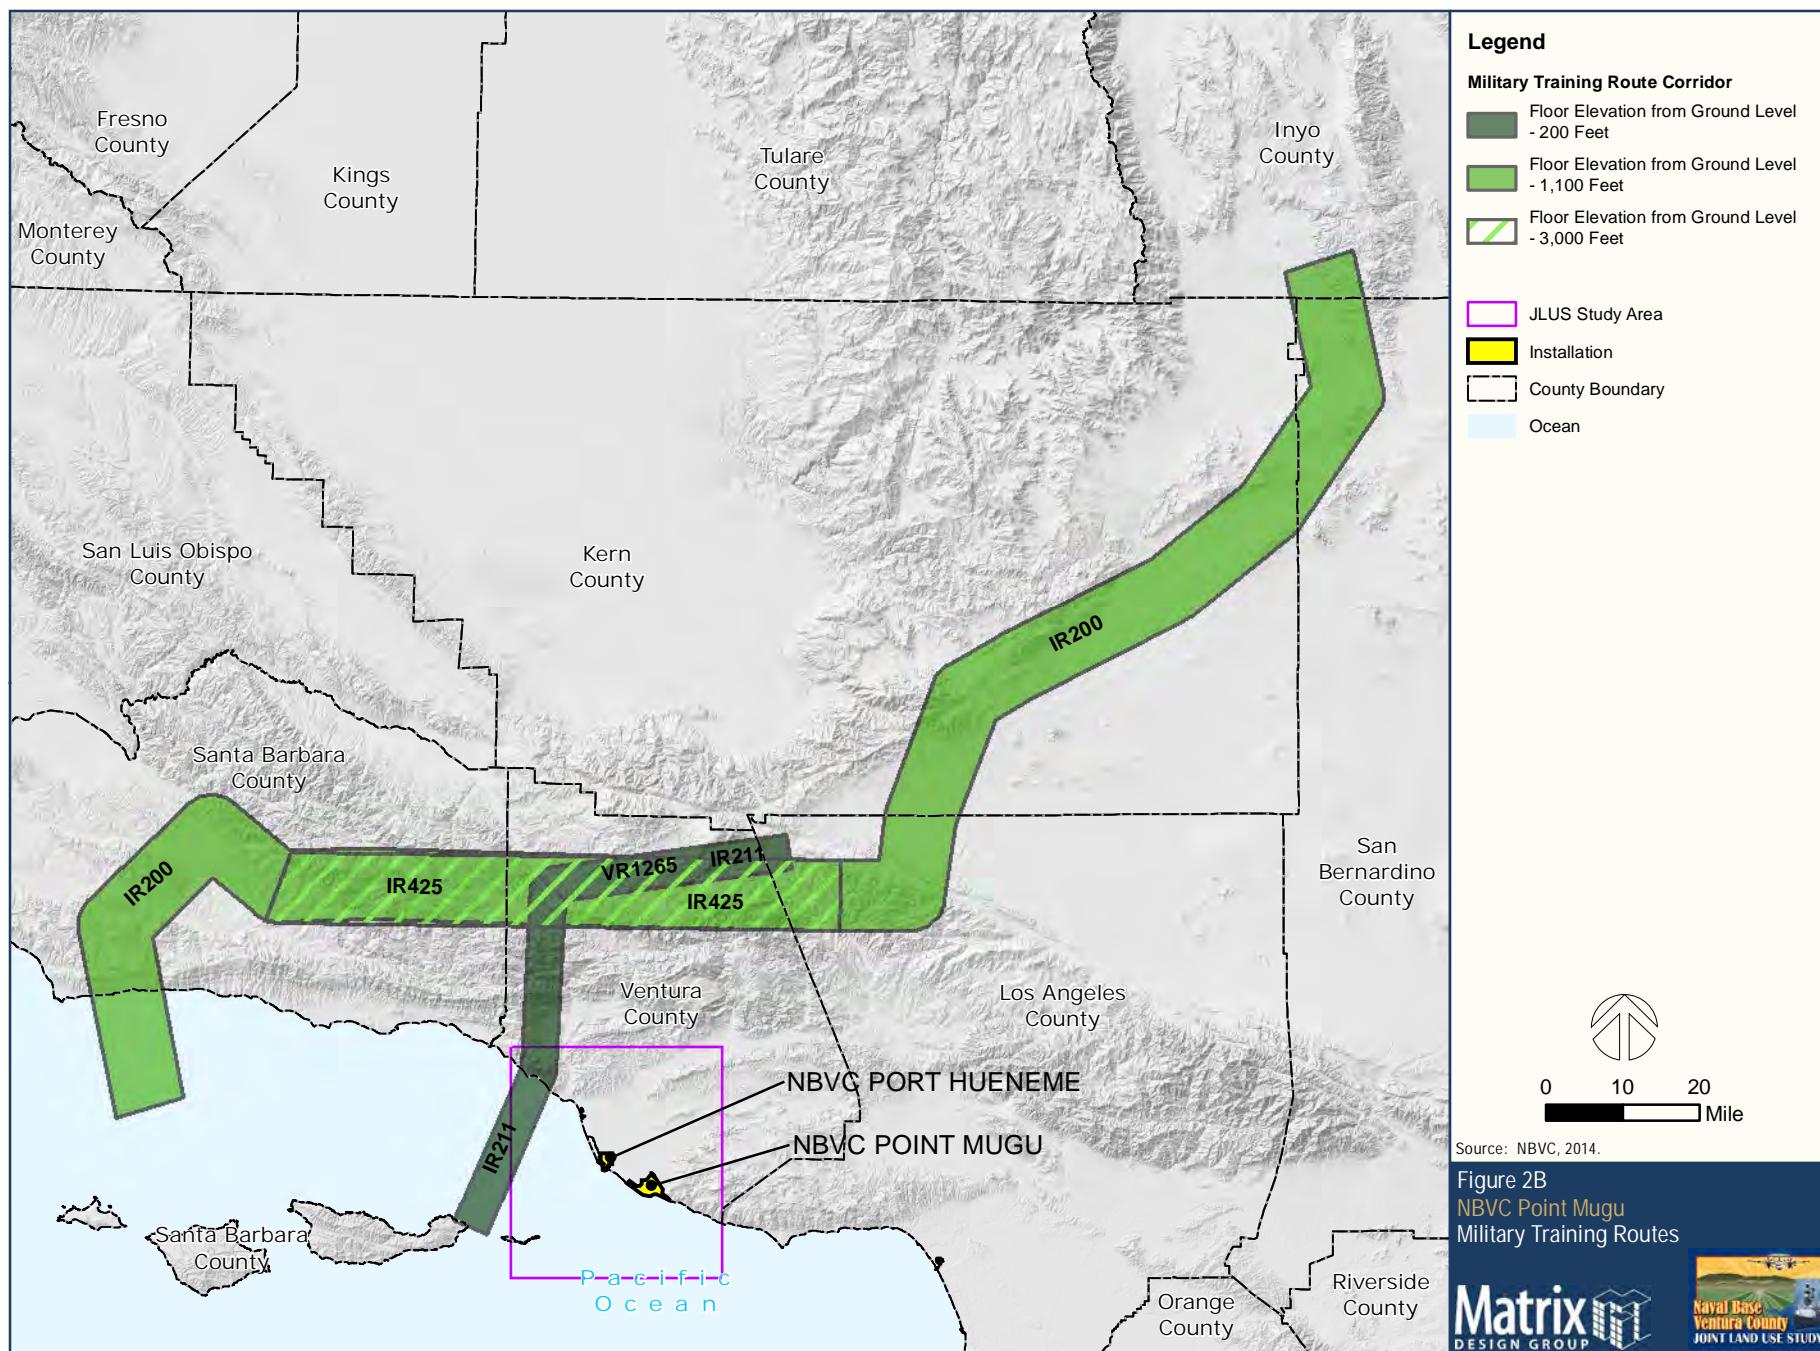 Fresno
County
Kings
County
Tulare
County
Inyo
County
Monterey
County
San Luis Obispo
County
Kern
County
IR200
Santa Barbara
County
IR200
IR425
VR1265
IR211
IR425
San
Bernardino
County
Ventura
County
Los Angeles
County
NBVC PORT HUENEME
NBVC POINT MUGU
IR211
Santa Barbara
County
Pacific
Ocean
Orange
County
Riverside
County
Legend
Military Training Route Corridor
Floor Elevation from Ground Level
- 200 Feet
Floor Elevation from Ground Level
- 1,100 Feet
Floor Elevation from Ground Level
- 3,000 Feet
JLUS Study Area
Installation
County Boundary
Ocean
0 10 20
Mile
Source: NBVC, 2014.
Figure 2B
NBVC Point Mugu
Military Training Routes
Matrix
DESIGN GROUP
Naval Base
Ventura County
JOINT LAND USE STUDY